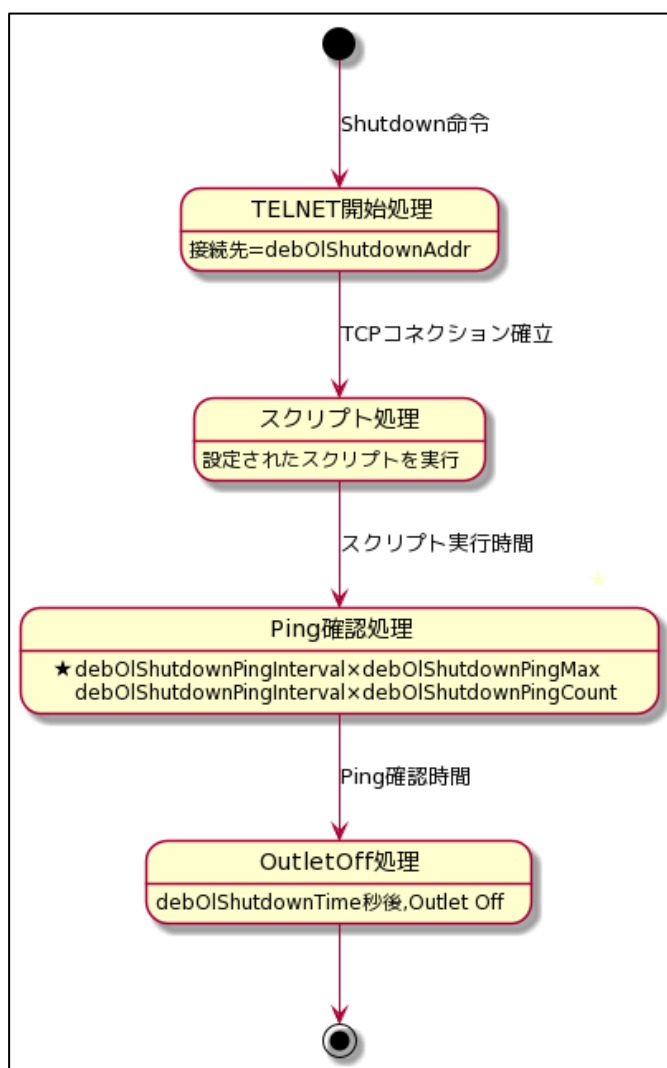 Shutdown命令
TELNET開始処理
接続先=debOlShutdownAddr
TCPコネクション確立
スクリプト処理
設定されたスクリプトを実行
スクリプト実行時間
★
Ping確認処理
★debOlShutdownPingInterval×debOlShutdownPingMax
debOlShutdownPingInterval×debOlShutdownPingCount
Ping確認時間
OutletOff処理
debOlShutdownTime秒後,Outlet Off